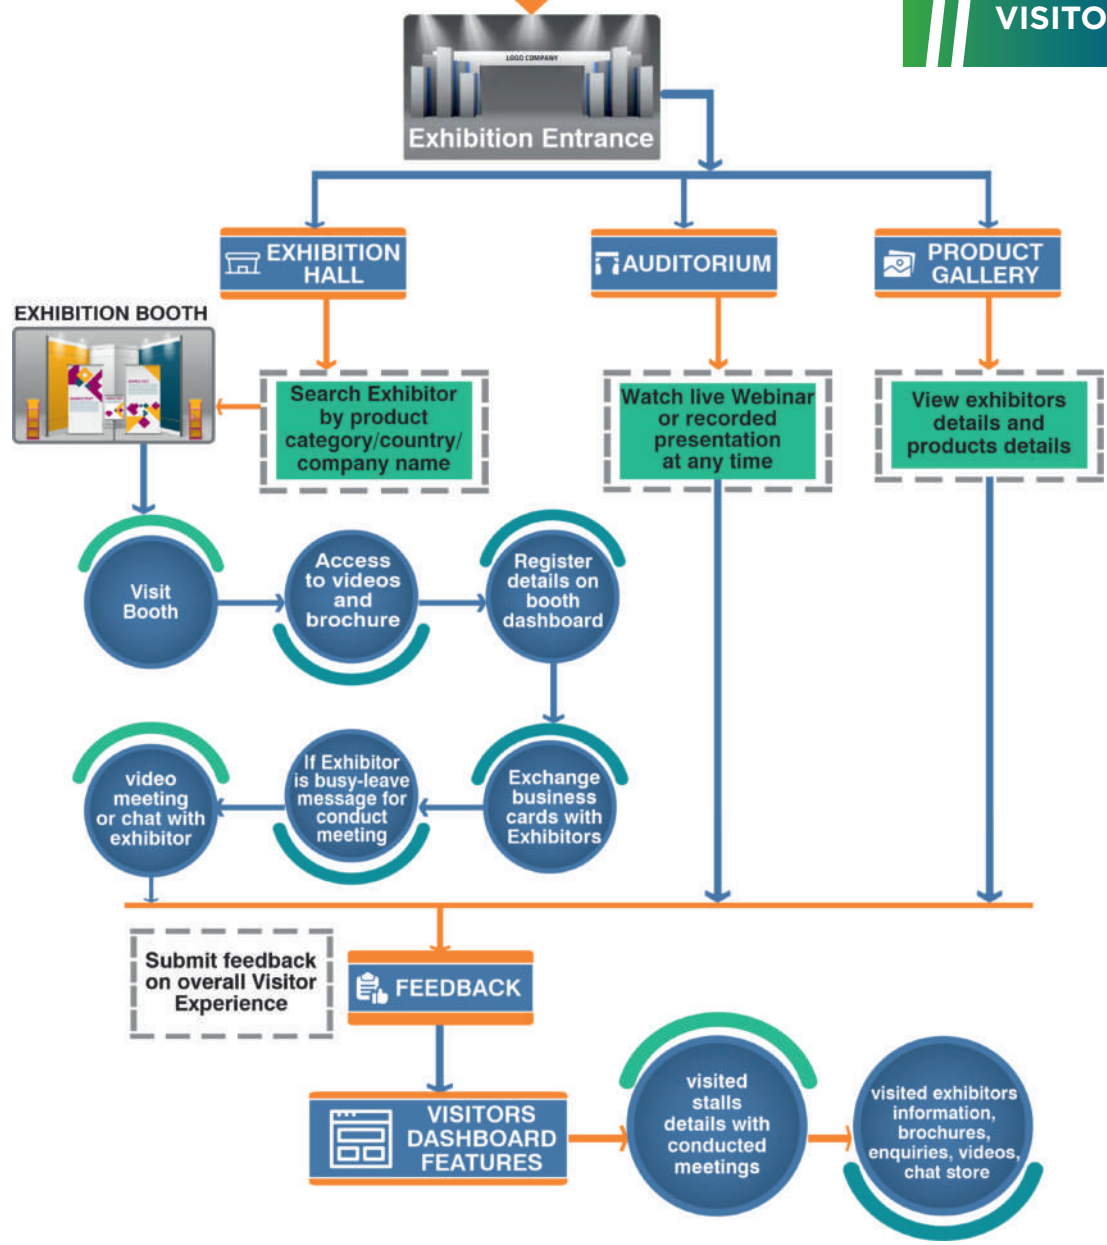 VISITO
LOGO COMPANY
Exhibition Entrance
EXHIBITION
HALL
AUDITORIUM
PRODUCT
GALLERY
EXHIBITION BOOTH
Search Exhibitor
by product
category/country/
company name
Watch live Webinar
or recorded
presentation
at any time
View exhibitors
details and
products details
Visit
Booth
Access
to videos
and
brochure
Register
details on
booth
dashboard
video
meeting
or chat with
exhibitor
If Exhibitor
is busy-leave
message for
conduct
meeting
Exchange
business
cards with
Exhibitors
Submit feedback
on overall Visitor
Experience
FEEDBACK
VISITORS
DASHBOARD
FEATURES
visited
stalls
details with
conducted
meetings
visited exhibitors
information,
brochures,
enquiries, videos,
chat store